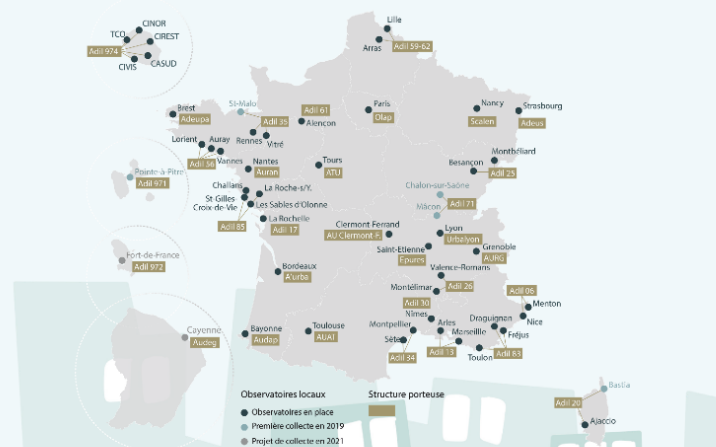 CINOR
TCO
CIREST
Adil 974
CIVIS
CASUD
Lille
Arras
Adil 59-62
Brest
Adeupa
St-Malo
Adil 35
Rennes
Vitré
Adil 61
Alençon
Paris
Olap
Nancy
Scalen
Strasbourg
Adeus
Lorient
Auray
Vannes
Adil 56
Nantes
Auran
Tours
ATU
Montbéliard
Besançon
Adil 25
Pointe-à-Pitre
Adil 971
Challans
La Roche-s/Y.
St-Gilles
Croix-de-Vie
Les Sables d'Olonne
Adil 85
La Rochelle
Adil 17
Chalon-sur-Saône
Adil 71
Mâcon
Clermont Ferrand
AU Clermont F.
Lyon
Urbalyon
Saint-Etienne
Epures
Grenoble
AURG
Fort-de-France
Adil 972
Bordeaux
A'urba
Valence-Romans
Adil 26
Montélimar
Adil 30
Nîmes
Adil 06
Menton
Nice
Cayenne
Audeg
Bayonne
Audap
Toulouse
AUAT
Montpellier
Sète
Adil 34
Arles
Marseille
Adil 13
Draguignan
Fréjus
Toulon
Adil 83
Bastia
Adil 20
Ajaccio
Observatoires locaux
Structure porteuse
Observatoires en place
Première collecte en 2019
Projet de collecte en 2021